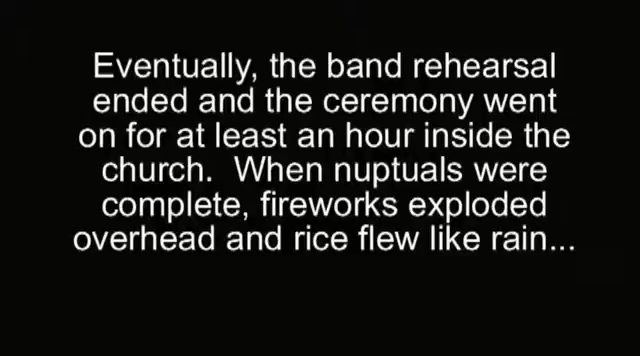 Eventually, the band rehearsal
ended and the ceremony went
on for at least an hour inside the
church.  When nuptuals were
complete, fireworks exploded
overhead and rice flew like rain...